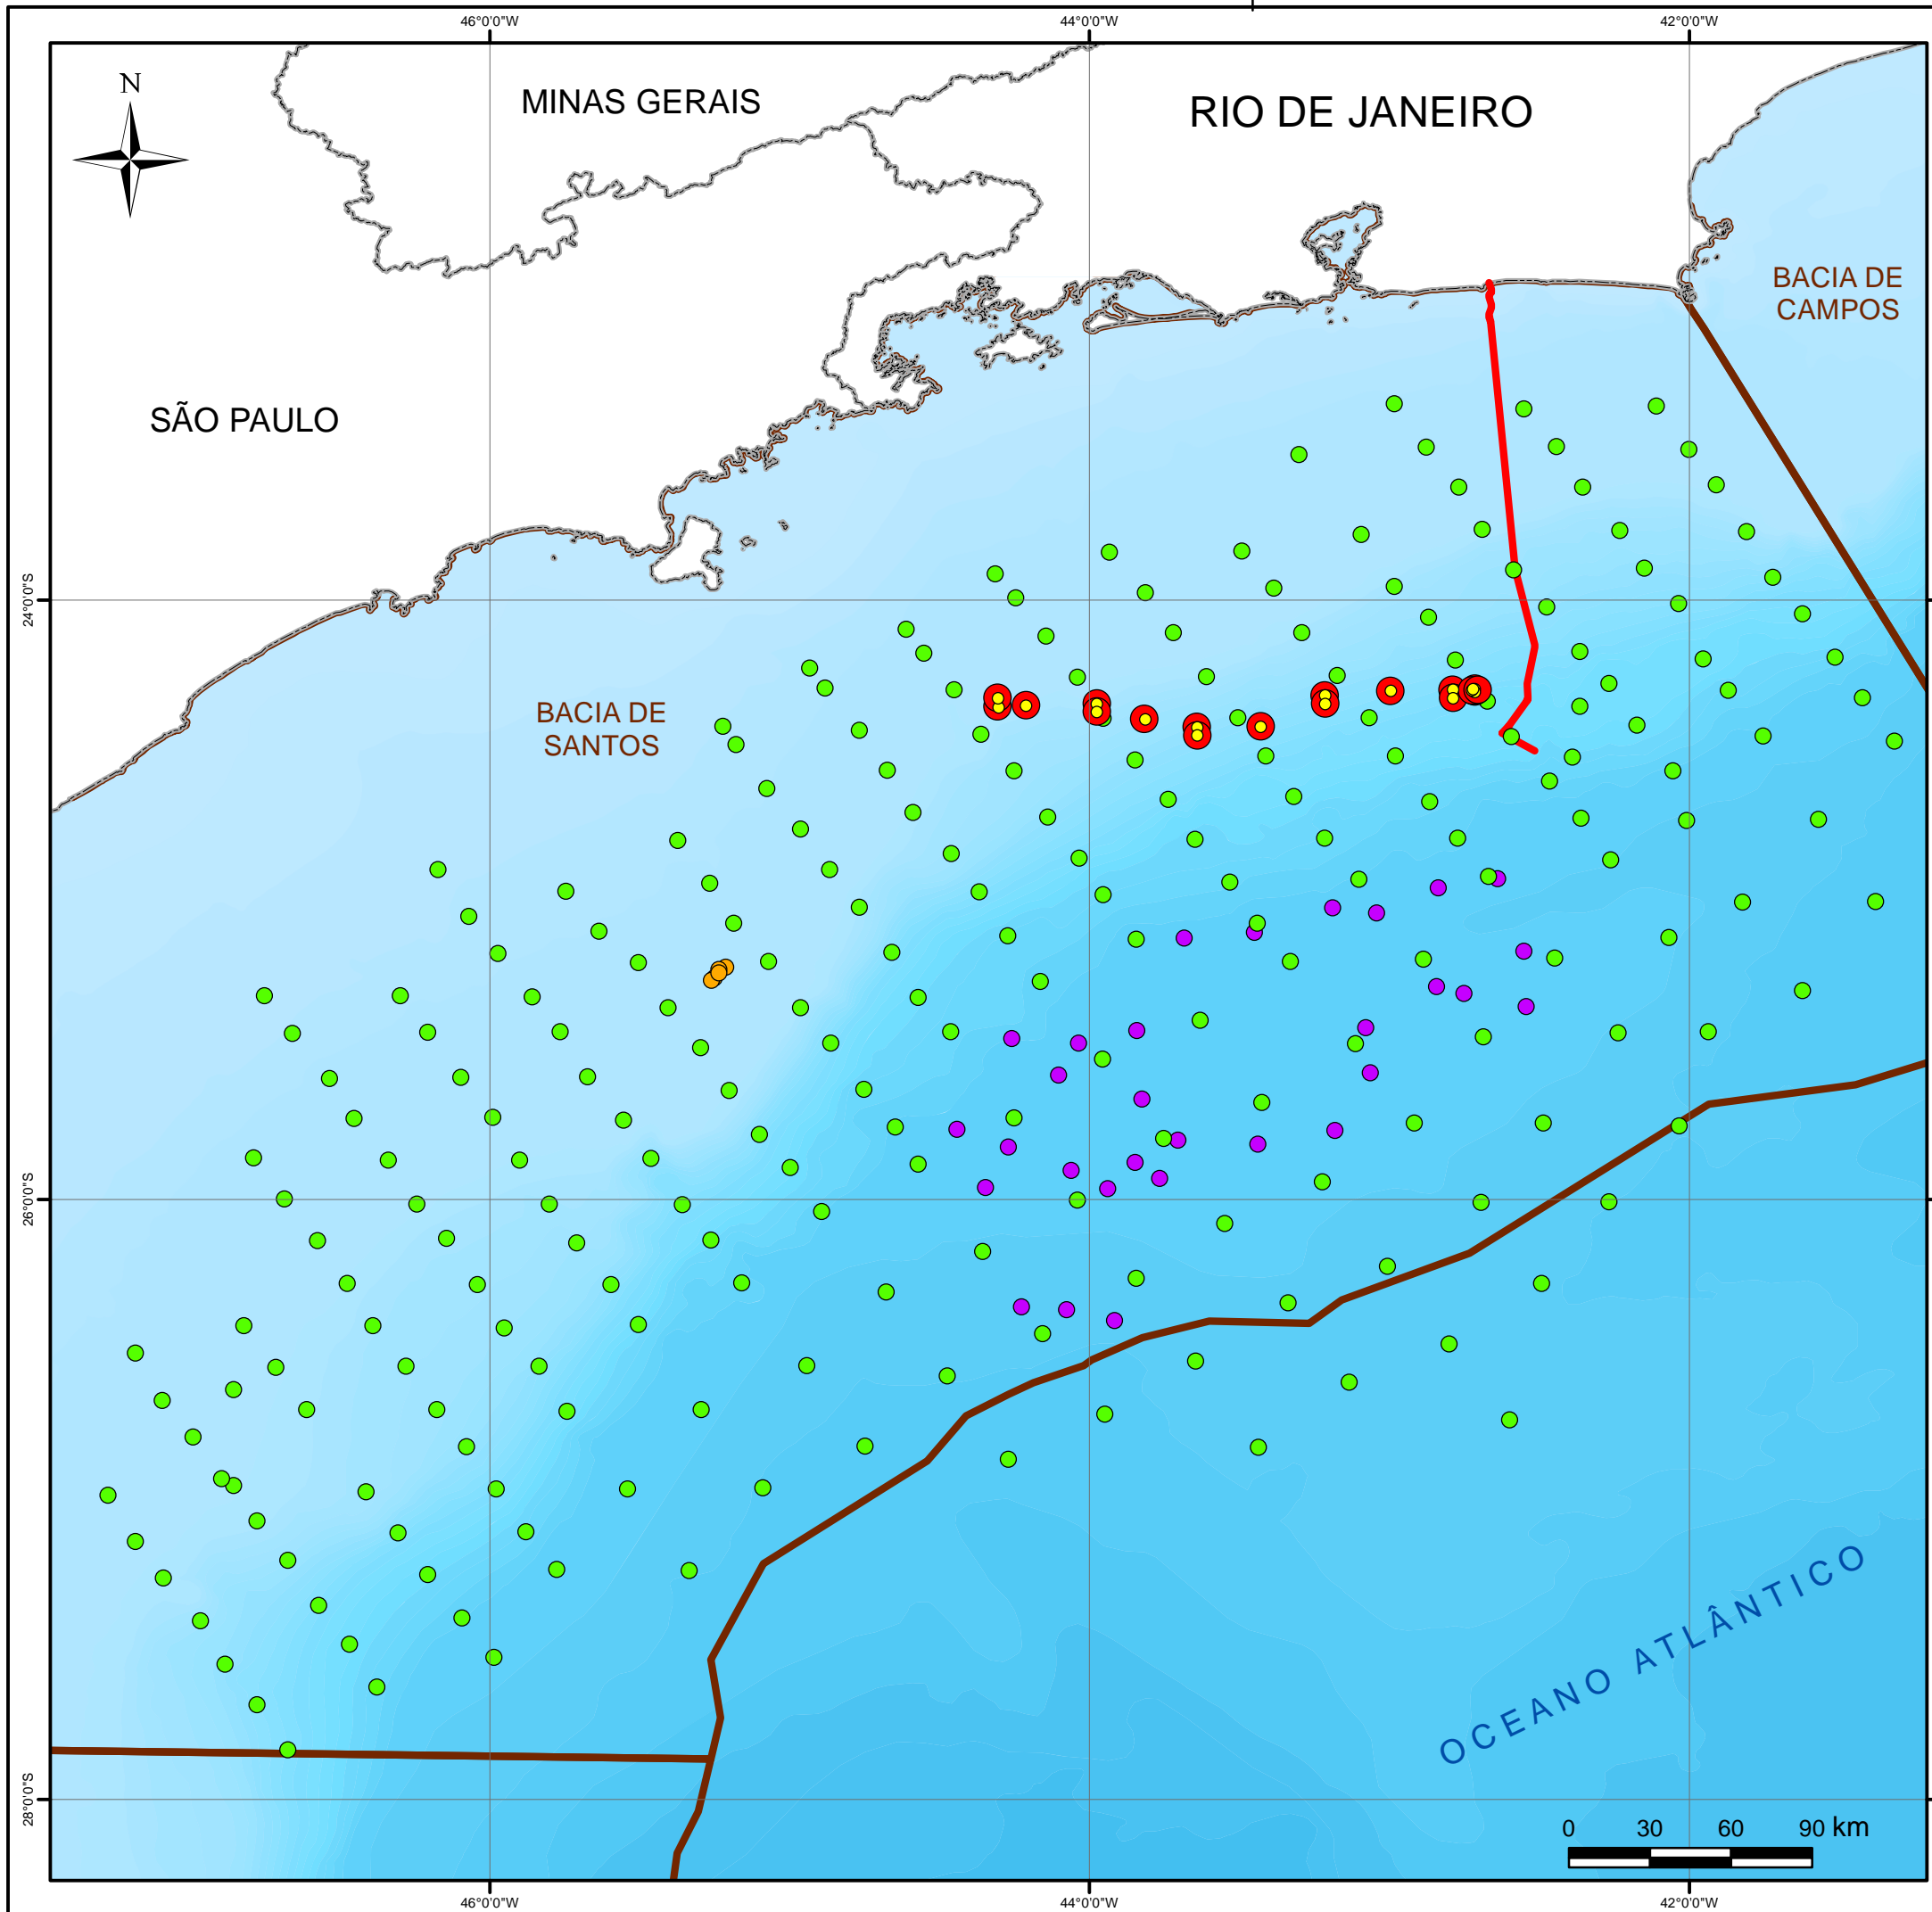 46°0'0"W
44°0'0"W
42°0'0"W
N
MINAS GERAIS
RIO DE JANEIRO
BACIA DE
CAMPOS
SÃO PAULO
24°0'0"S
BACIA DE
SANTOS
26°0'0"S
OCEANO ATLÂNTICO
28°0'0"S
0 30 60 90 km
46°0'0"W
44°0'0"W
42°0'0"W